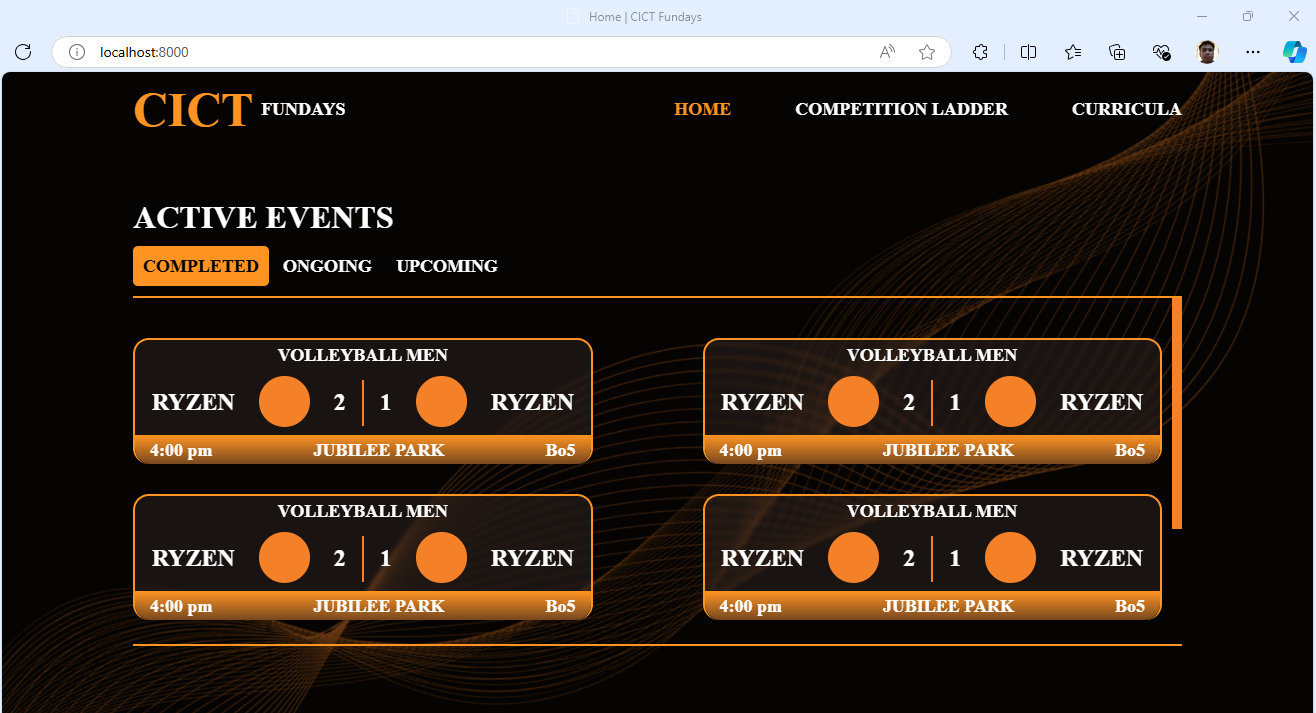 Home | CICT Fundays
localhost:8000
CICT FUNDAYS HOME COMPETITION LADDER CURRICULA
ACTIVE EVENTS
COMPLETED ONGOING UPCOMING
VOLLEYBALL MEN VOLLEYBALL MEN
RYZEN 2 1 RYZEN RYZEN 2 1 RYZEN
4:00 pm JUBILEE PARK Bo5 4:00 pm JUBILEE PARK Bo5
VOLLEYBALL MEN VOLLEYBALL MEN
RYZEN 2 1 RYZEN RYZEN 2 1 RYZEN
4:00 pm JUBILEE PARK Bo5 4:00 pm JUBILEE PARK Bo5